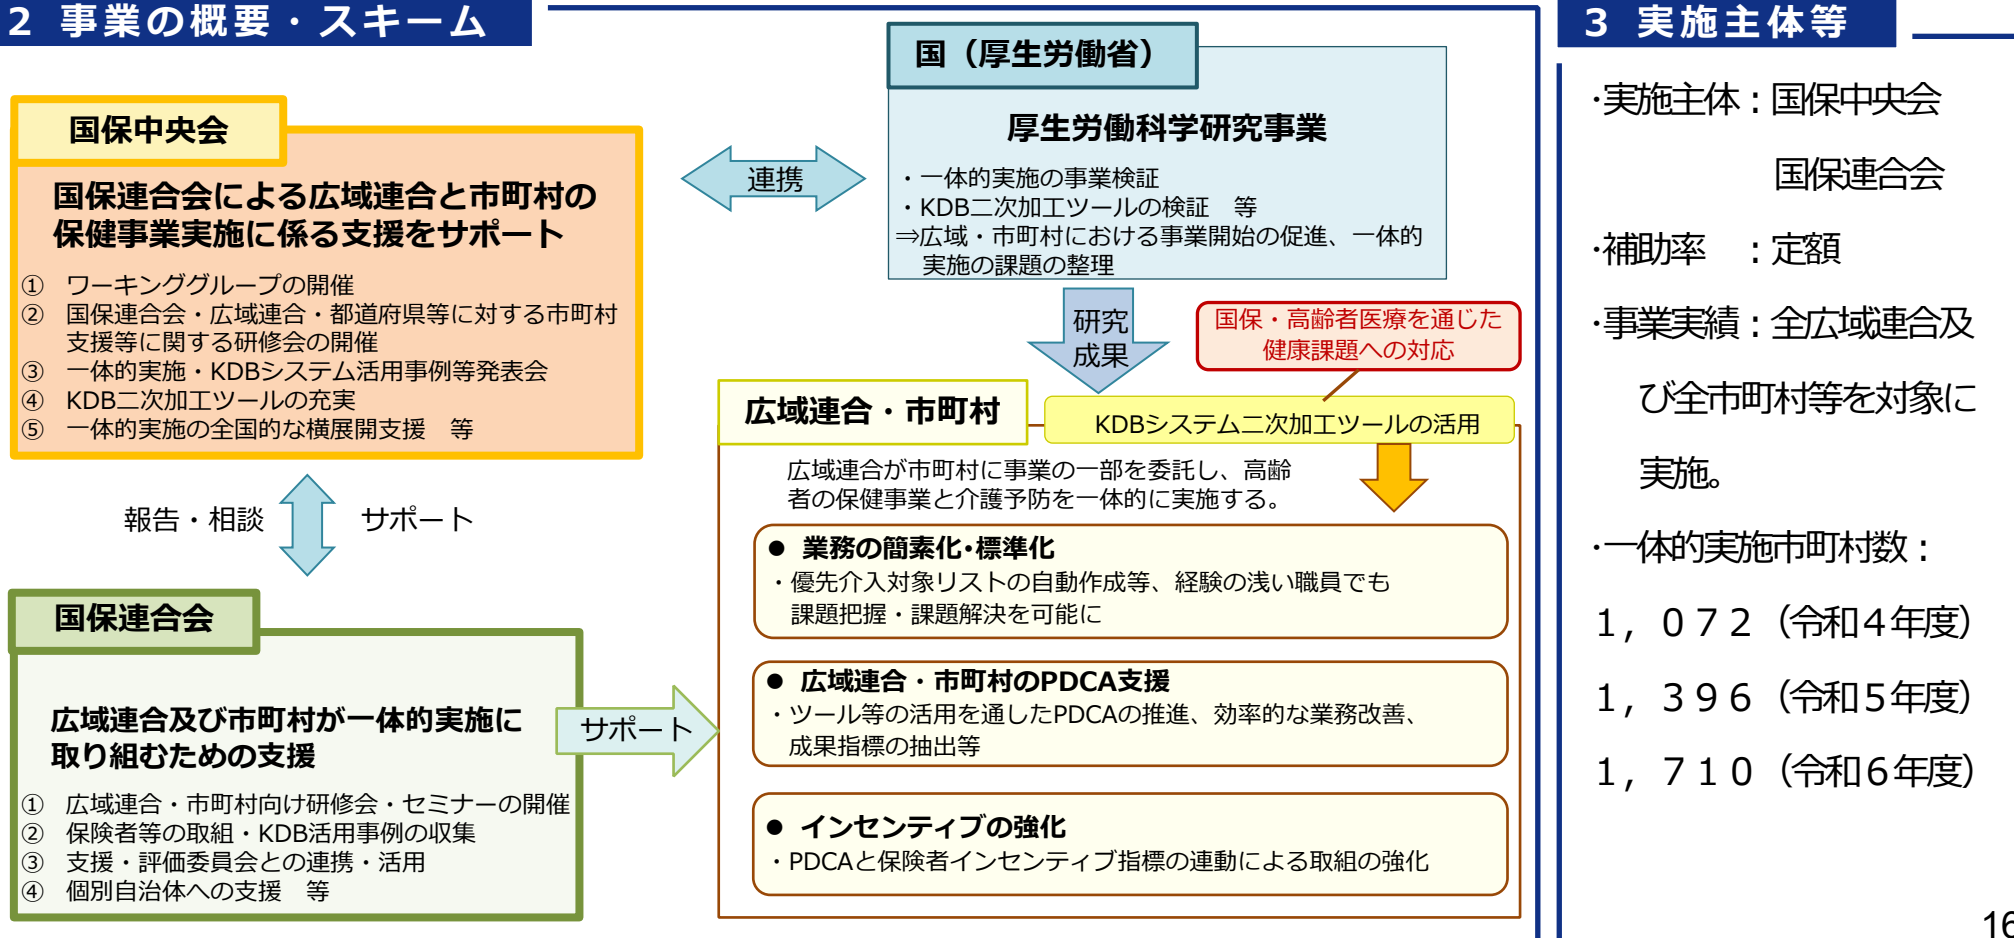 2 事業の概要・スキーム
国保中央会
国保連合会による広域連合と市町村の
保健事業実施に係る支援をサポート
① ワーキンググループの開催
② 国保連合会・広域連合・都道府県等に対する市町村
支援等に関する研修会の開催
③ 一体的実施・KDBシステム活用事例等発表会
④ KDB二次加工ツールの充実
⑤ 一体的実施の全国的な横展開支援 等
連携
国（厚生労働省）
厚生労働科学研究事業
・一体的実施の事業検証
・KDB二次加工ツールの検証 等
⇒広域・市町村における事業開始の促進、一体的
実施の課題の整理
研究
成果
国保・高齢者医療を通じた
健康課題への対応
報告・相談
サポート
国保連合会
広域連合及び市町村が一体的実施に
取り組むための支援
① 広域連合・市町村向け研修会・セミナーの開催
② 保険者等の取組・KDB活用事例の収集
③ 支援・評価委員会との連携・活用
④ 個別自治体への支援 等
サポート
広域連合・市町村
KDBシステム二次加工ツールの活用
広域連合が市町村に事業の一部を委託し、高齢
者の保健事業と介護予防を一体的に実施する。
● 業務の簡素化・標準化
・優先介入対象リストの自動作成等、経験の浅い職員でも
課題把握・課題解決を可能に
● 広域連合・市町村のPDCA支援
・ツール等の活用を通したPDCAの推進、効率的な業務改善、
成果指標の抽出等
● インセンティブの強化
・PDCAと保険者インセンティブ指標の連動による取組の強化
3 実施主体等
・実施主体：国保中央会
国保連合会
・補助率 ：定額
・事業実績：全広域連合及
び全市町村等を対象に
実施。
・一体的実施市町村数：
１，０７２（令和４年度）
１，３９６（令和５年度）
１，７１０（令和６年度）
16